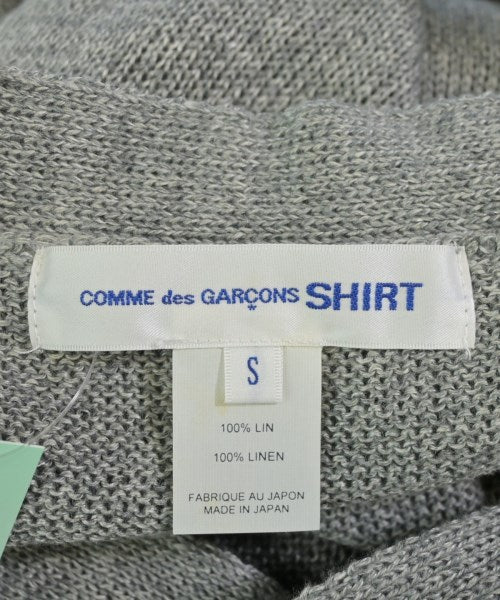 COMME des GARÇONS SHIRT
S
100% LIN
100% LINEN
FABRIQUE AU JAPON
MADE IN JAPAN